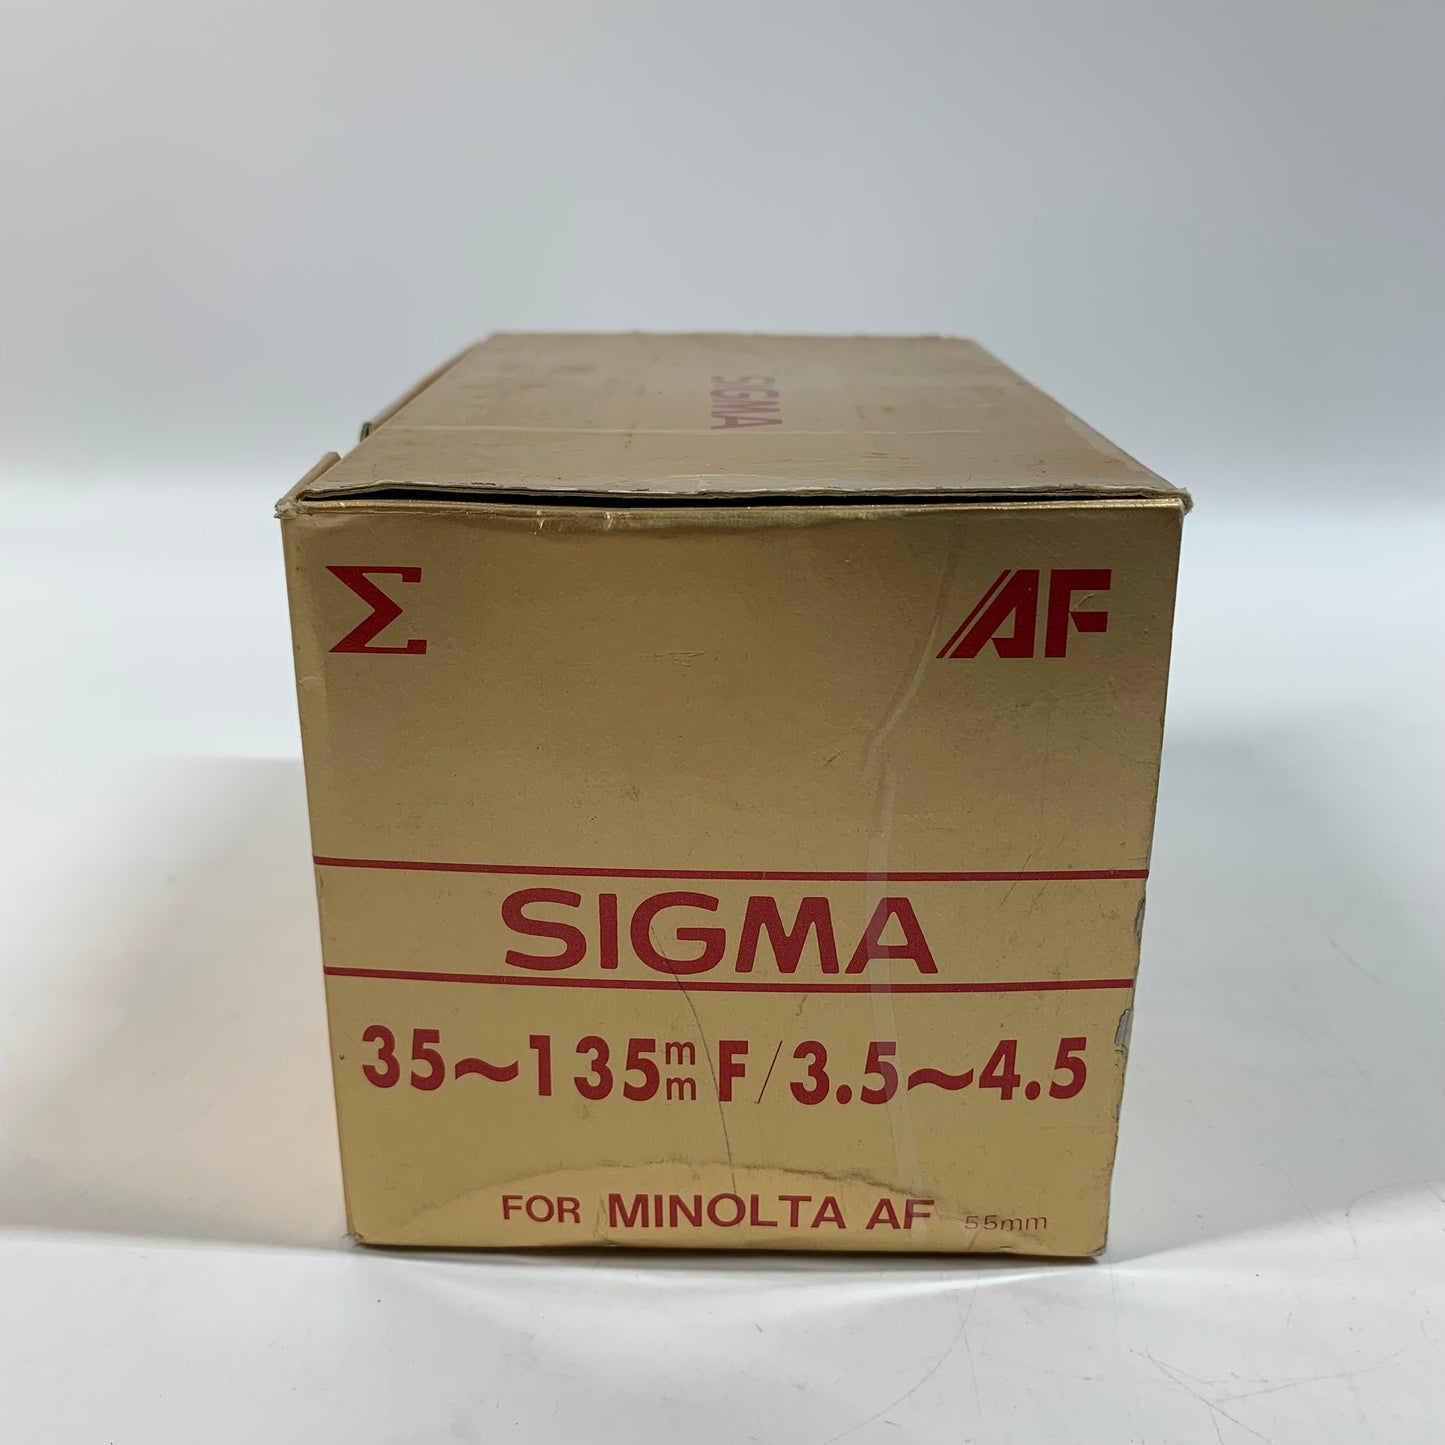 SIGMA
Σ AF
SIGMA
35~135mm F/3.5~4.5
FOR MINOLTA AF 55mm